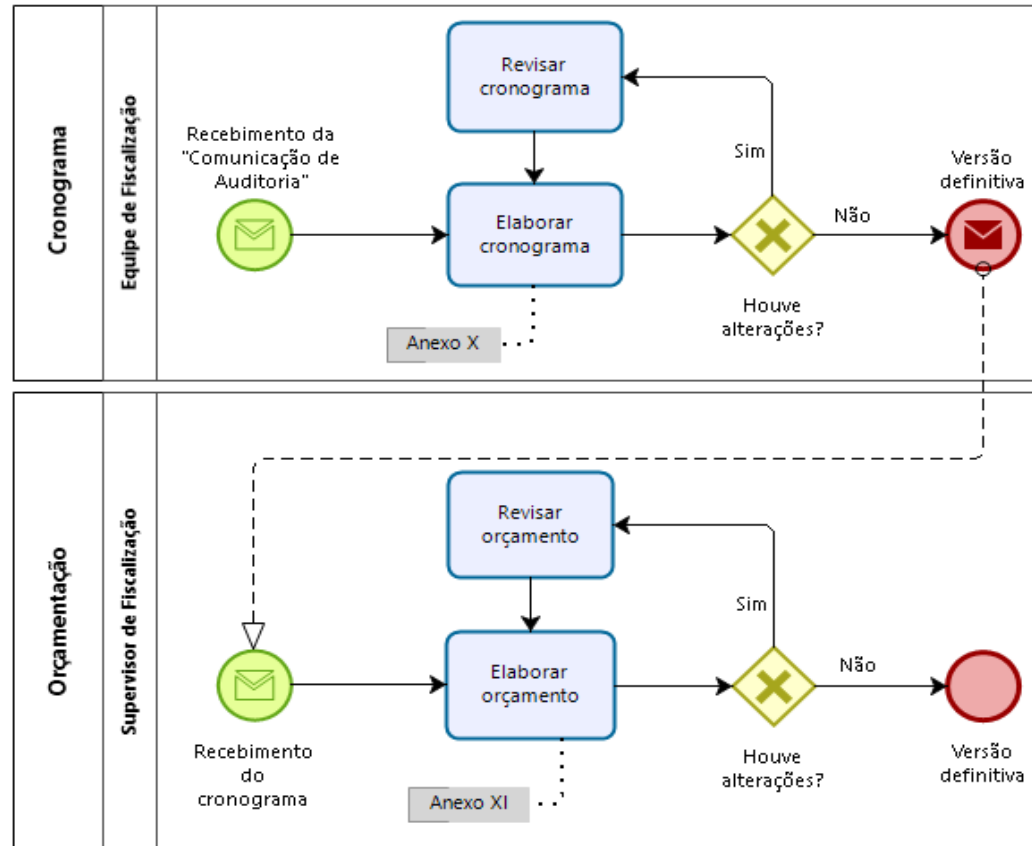 Cronograma
Equipe de Fiscalização
Recebimento da
"Comunicação de
Auditoria"
Revisar
cronograma
Elaborar
cronograma
Anexo X
Sim
Não
Houve
alterações?
Versão
definitiva
Orçamentação
Supervisor de Fiscalização
Recebimento
do
cronograma
Revisar
orçamento
Elaborar
orçamento
Anexo XI
Sim
Não
Houve
alterações?
Versão
definitiva